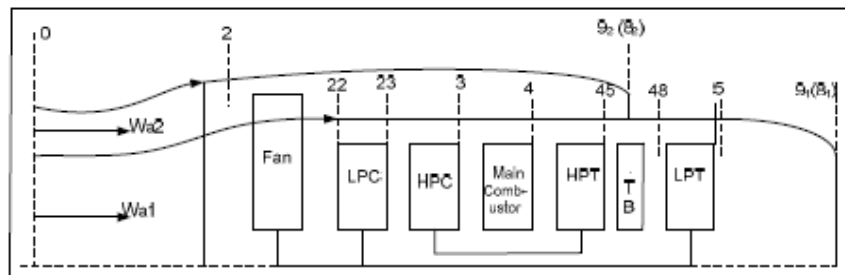 0
2
9₂ (8₂)
22
23
3
4
45
48
5
9₁(8₁)
Wa2
Fan
LPC
HPC
Main
Comb-
ustor
HPT
TB
LPT
Wa1